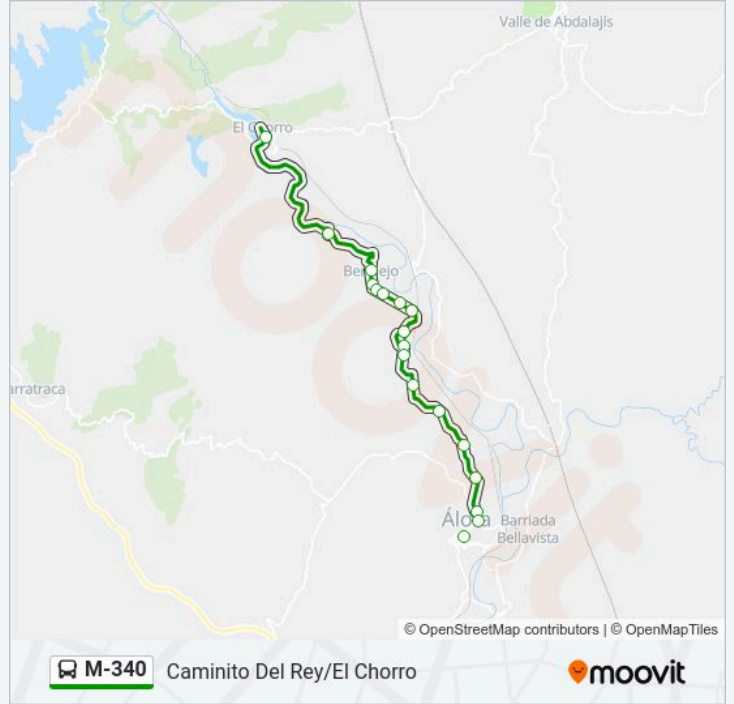 Valle de Abdalajís
El Chorro
Bermejo
arratraca
Álora
Barriada
Bellavista
© OpenStreetMap contributors | © OpenMapTiles
M-340 Caminito Del Rey/El Chorro moovit
moovit